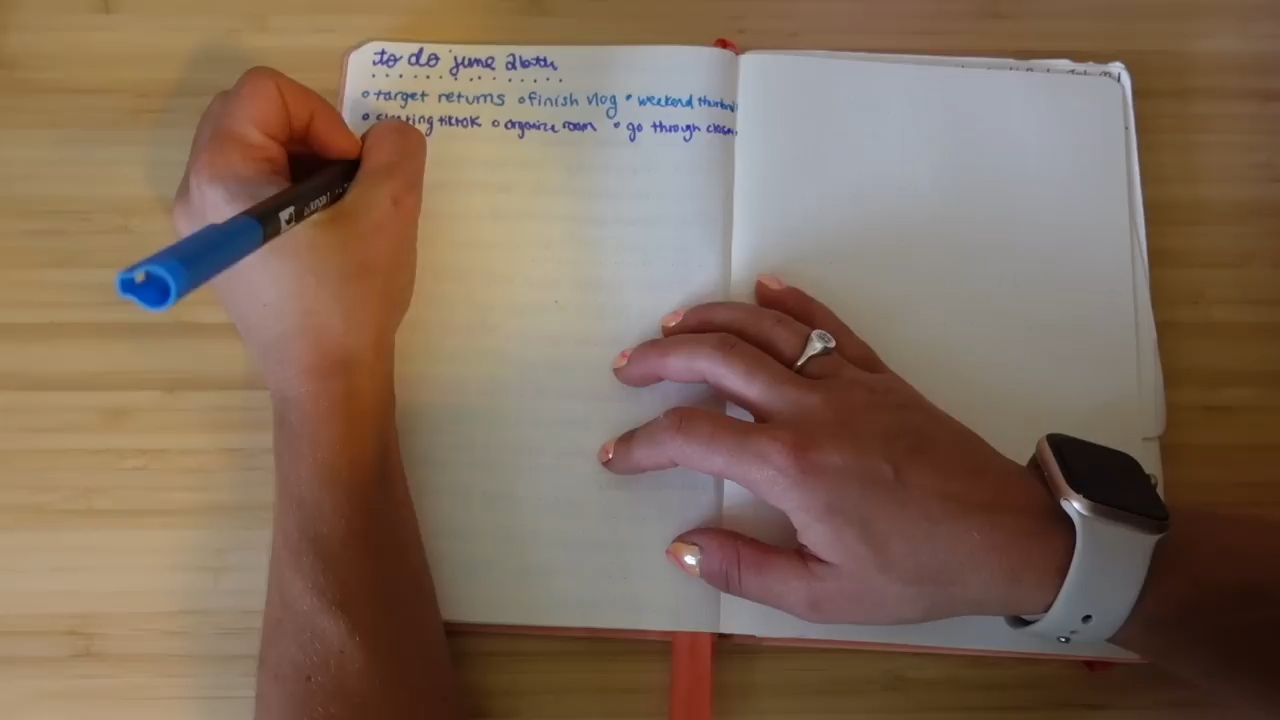 to do june 26th
° target returns ° finish vlog ° weekend
° tiktok ° organize room ° go through